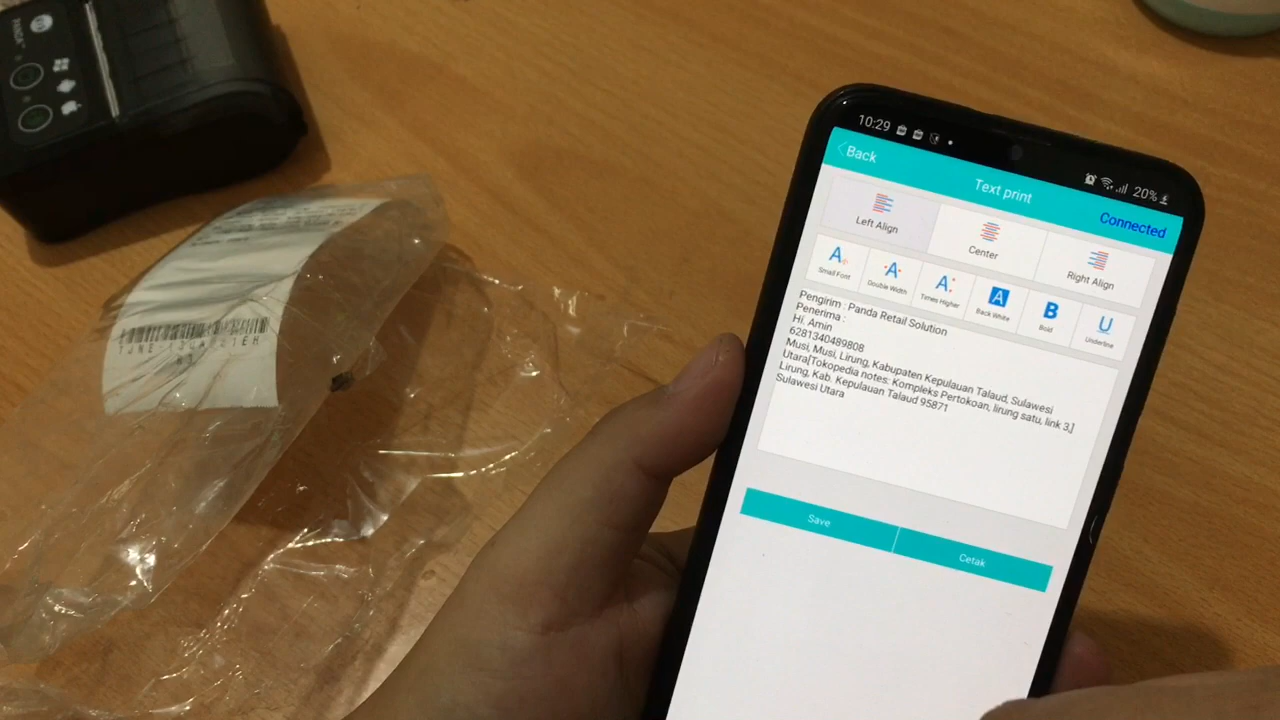 PANDA
10:29
20%
Back
Text print
Connected
Left Align
Center
Right Align
Small Font
Double Width
Times Higher
Back White
Bold
Underline
Pengirim : Panda Retail Solution
Penerima :
Hi, Amin
6281340489808
Musi, Musi, Lirung, Kabupaten Kepulauan Talaud, Sulawesi
Utara[Tokopedia notes: Kompleks Pertokoan, lirung satu, link 3,]
Lirung, Kab. Kepulauan Talaud 95871
Sulawesi Utara
Save
Cetak